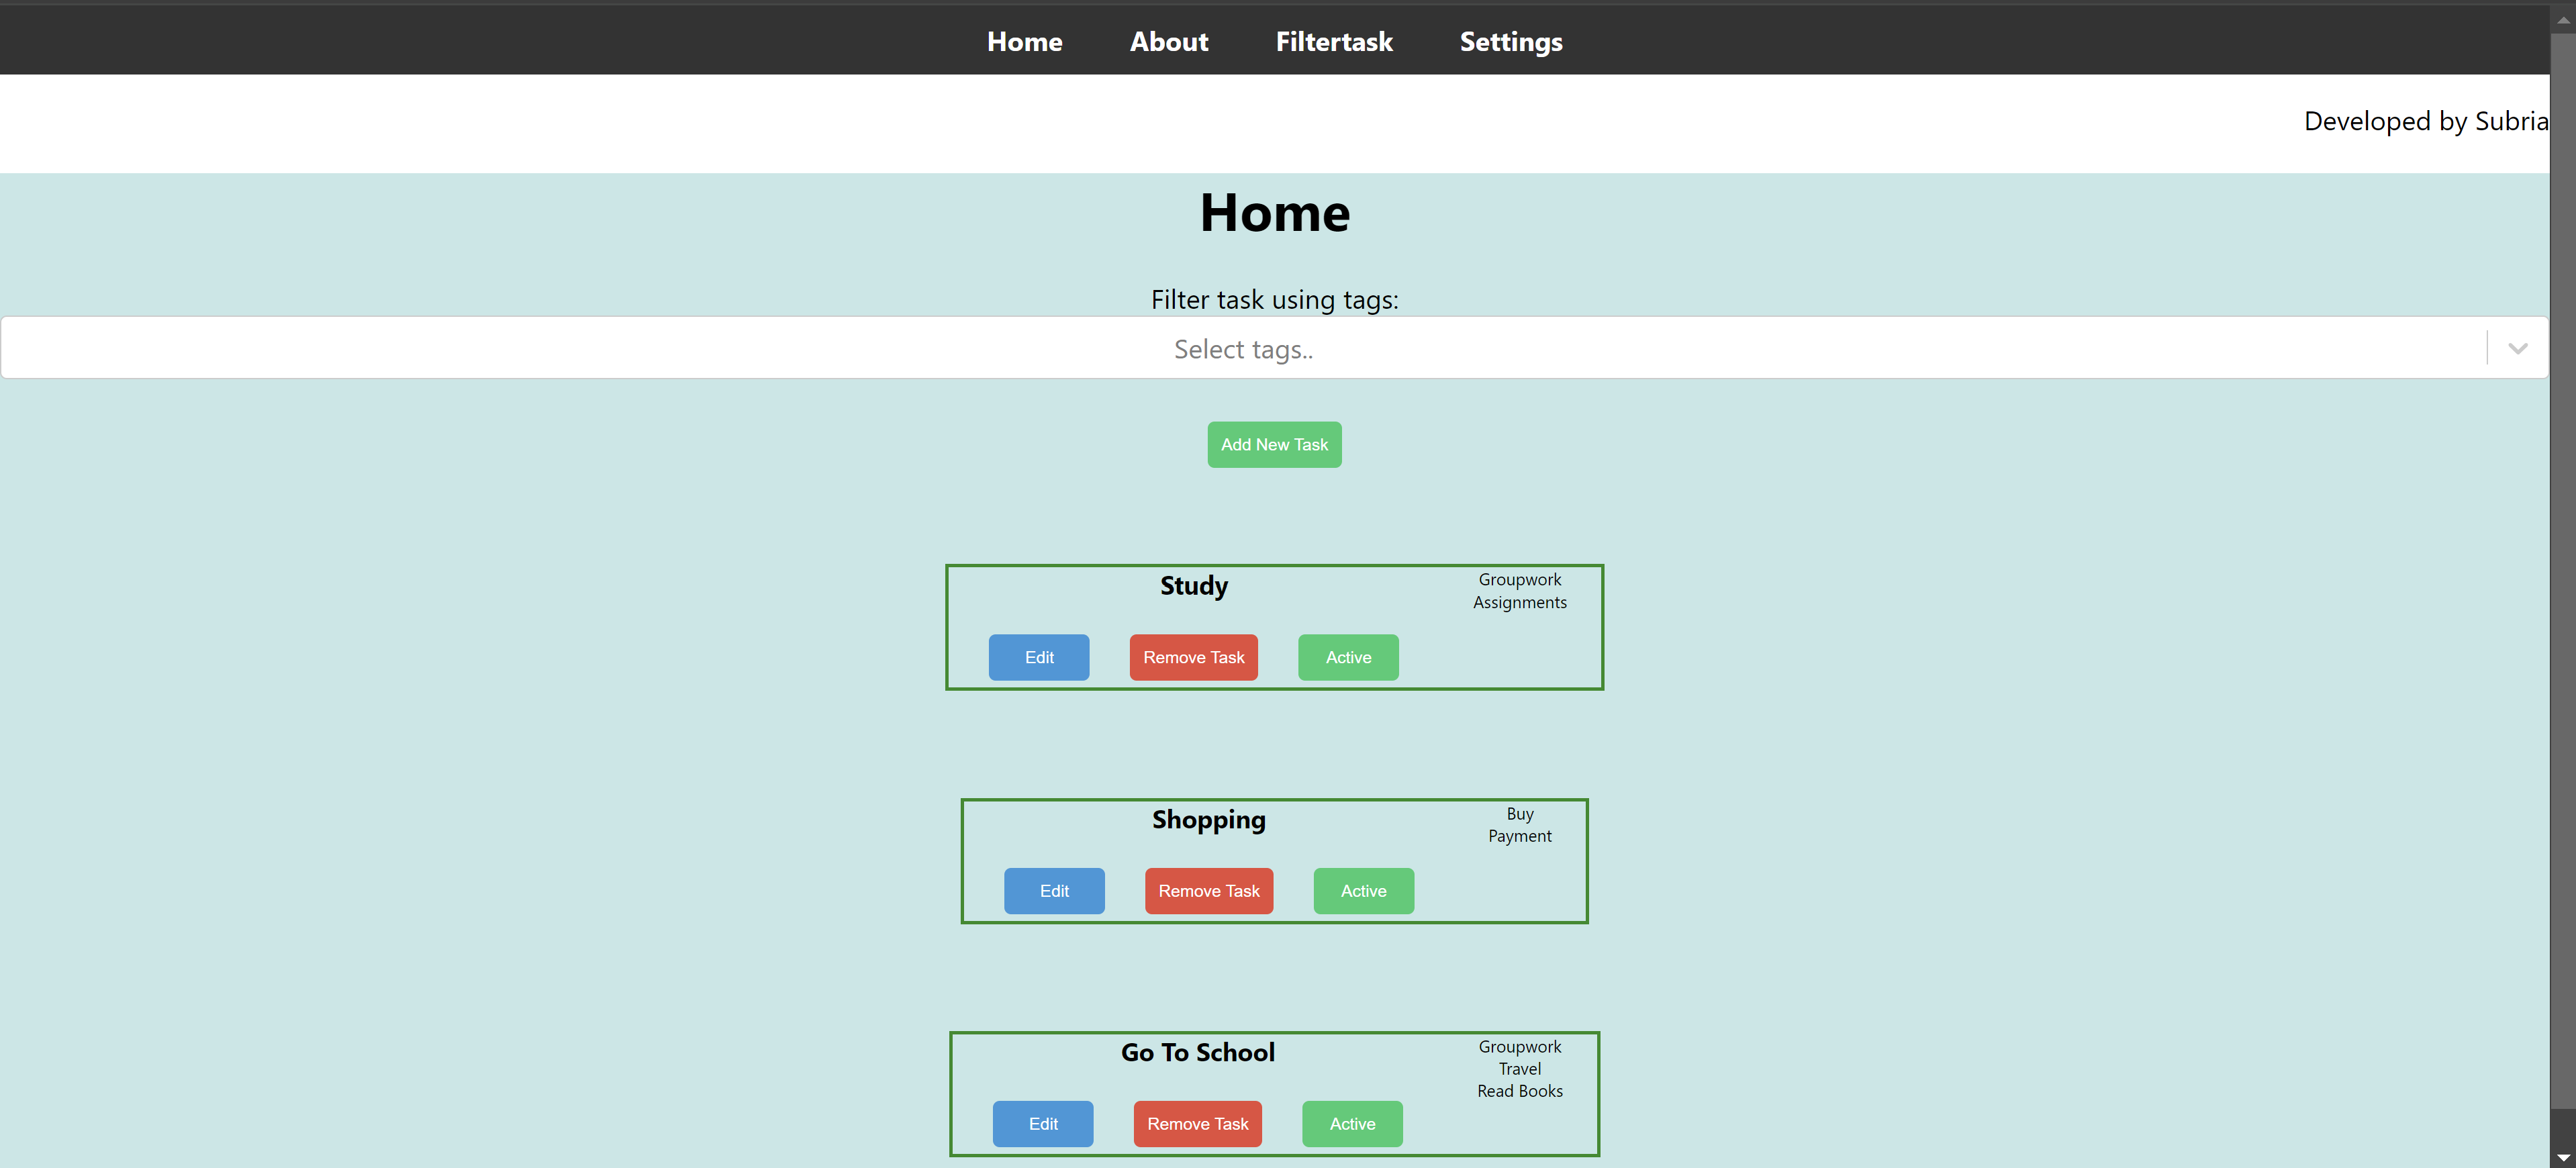 Home About Filtertask Settings
Developed by Subria
Home
Filter task using tags:
Select tags..
Add New Task
Study
Groupwork
Assignments
Edit Remove Task Active
Shopping
Buy
Payment
Edit Remove Task Active
Go To School
Groupwork
Travel
Read Books
Edit Remove Task Active